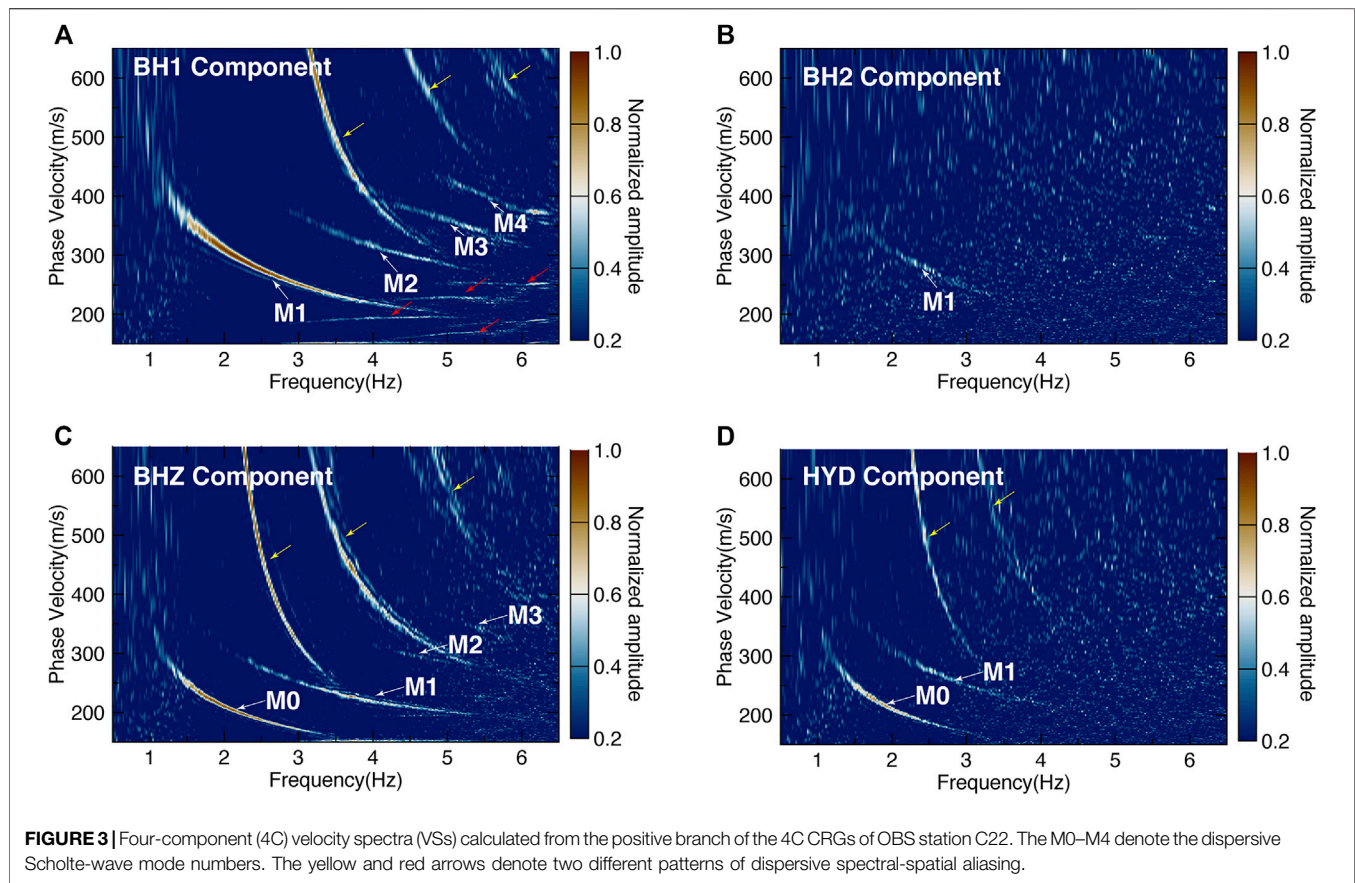 A
BH1 Component
600
500
400
300
200
Phase Velocity(m/s)
1 2 3 4 5 6
Frequency(Hz)
M1
M2
M3
M4
1.0
0.8
0.6
0.4
0.2
Normalized amplitude
B
BH2 Component
600
500
400
300
200
Phase Velocity(m/s)
1 2 3 4 5 6
Frequency(Hz)
M1
1.0
0.8
0.6
0.4
0.2
Normalized amplitude
C
BHZ Component
600
500
400
300
200
Phase Velocity(m/s)
1 2 3 4 5 6
Frequency(Hz)
M0
M1
M2
M3
1.0
0.8
0.6
0.4
0.2
Normalized amplitude
D
HYD Component
600
500
400
300
200
Phase Velocity(m/s)
1 2 3 4 5 6
Frequency(Hz)
M0
M1
1.0
0.8
0.6
0.4
0.2
Normalized amplitude
FIGURE 3 | Four-component (4C) velocity spectra (VSs) calculated from the positive branch of the 4C CRGs of OBS station C22. The M0–M4 denote the dispersive
Scholte-wave mode numbers. The yellow and red arrows denote two different patterns of dispersive spectral-spatial aliasing.